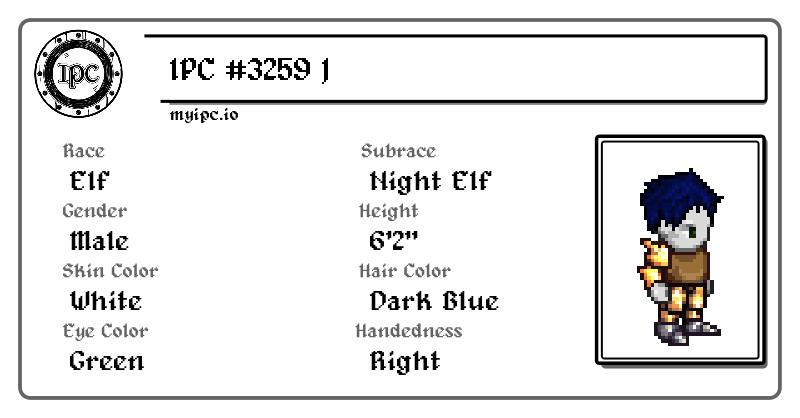 IPC
IPC #3259 J
myipc.io
Race
Elf
Subrace
Night Elf
Gender
Male
Height
6'2"
Skin Color
White
Hair Color
Dark Blue
Eye Color
Green
Handedness
Right